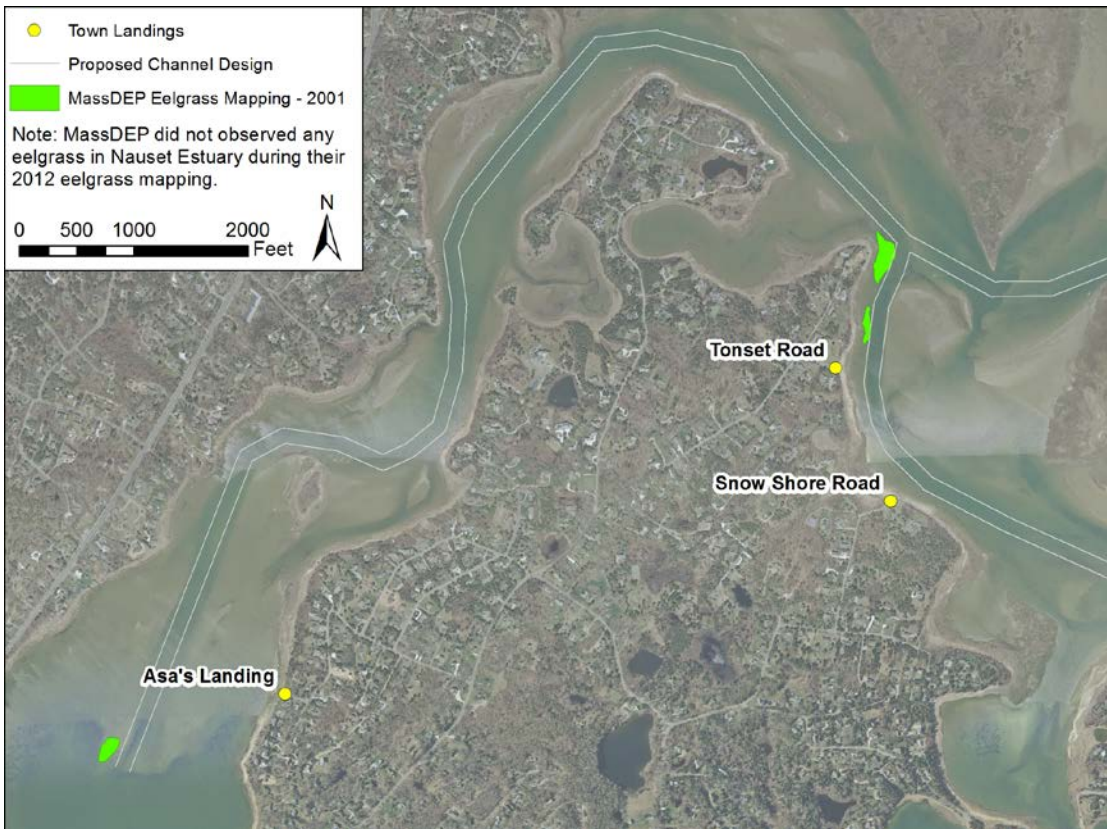 Town Landings
Proposed Channel Design
MassDEP Eelgrass Mapping - 2001
Note: MassDEP did not observed any
eelgrass in Nauset Estuary during their
2012 eelgrass mapping.
N
0 500 1000 2000
Feet
Tonset Road
Snow Shore Road
Asa's Landing